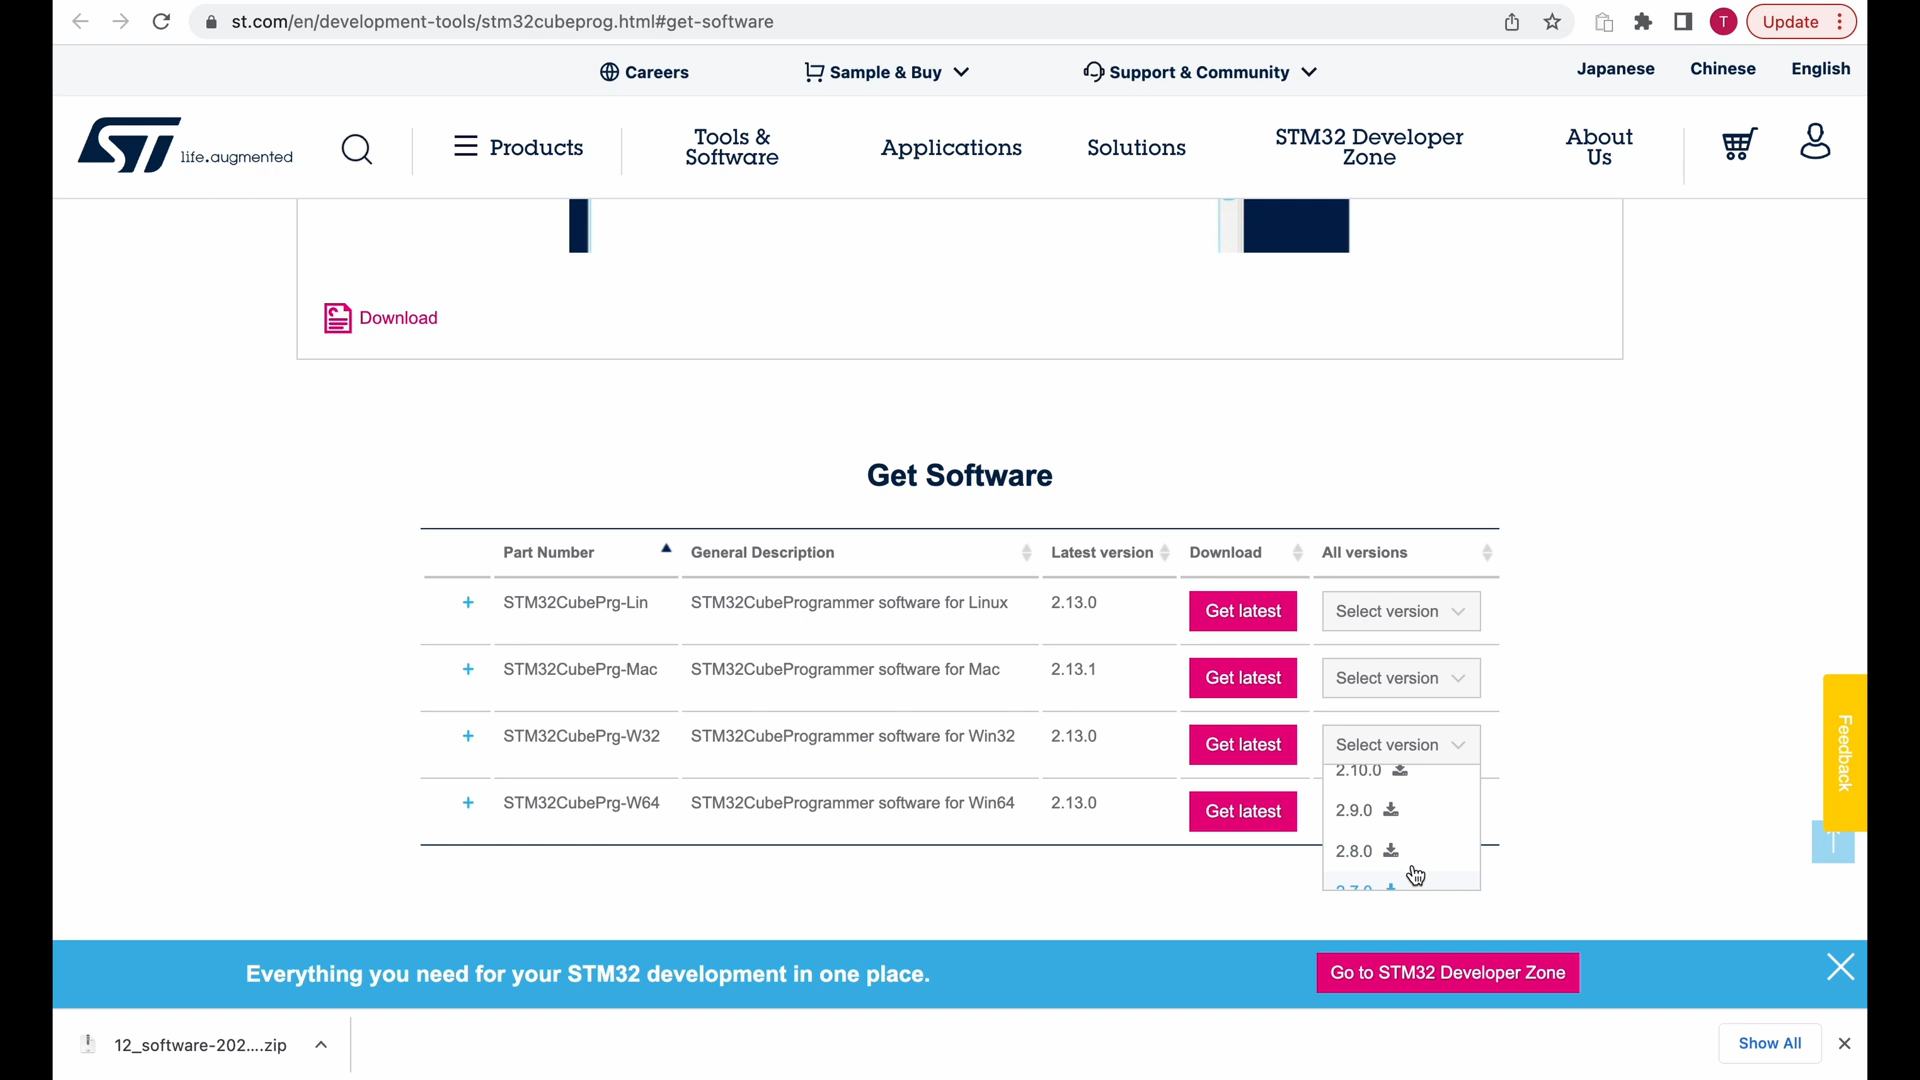 st.com/en/development-tools/stm32cubeprog.html#get-software
T
Update
Careers
Sample & Buy
Support & Community
Japanese
Chinese
English
ST life.augmented
Products
Tools &
Software
Applications
Solutions
STM32 Developer
Zone
About
Us
Download
Get Software
Part Number General Description Latest version Download All versions
+ STM32CubePrg-Lin STM32CubeProgrammer software for Linux 2.13.0 Get latest Select version
+ STM32CubePrg-Mac STM32CubeProgrammer software for Mac 2.13.1 Get latest Select version
+ STM32CubePrg-W32 STM32CubeProgrammer software for Win32 2.13.0 Get latest Select version
2.10.0
+ STM32CubePrg-W64 STM32CubeProgrammer software for Win64 2.13.0 Get latest 2.9.0
2.8.0
2.7.0
Feedback
Everything you need for your STM32 development in one place.
Go to STM32 Developer Zone
12_software-202....zip
Show All